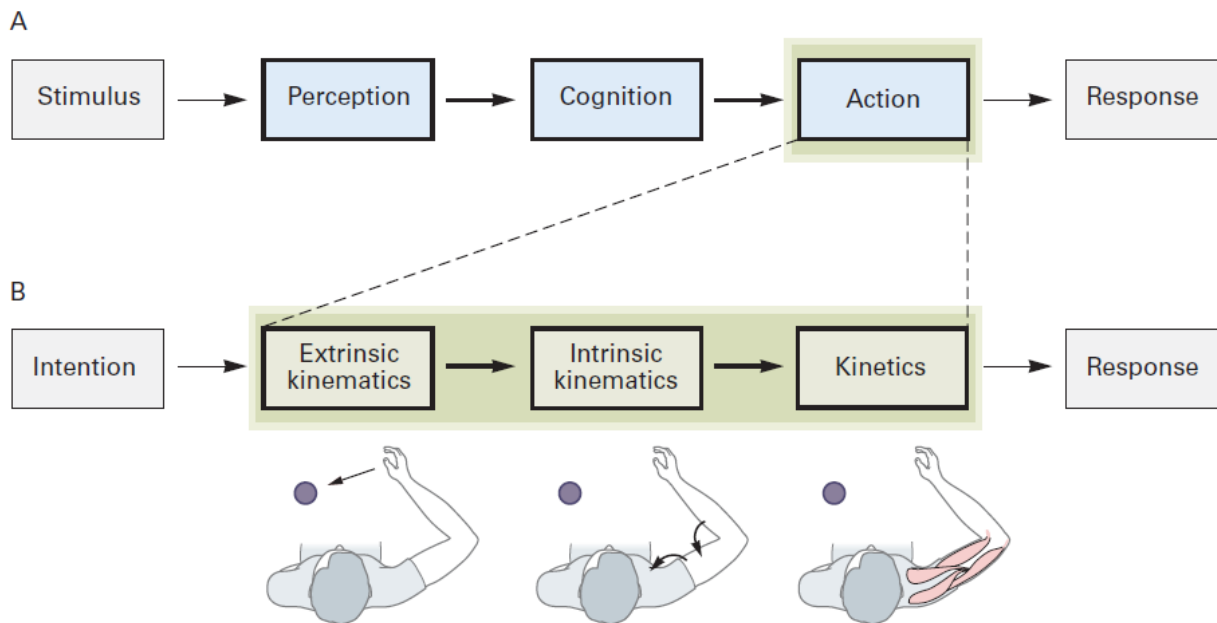 A
Stimulus
Perception
Cognition
Action
Response
B
Intention
Extrinsic
kinematics
Intrinsic
kinematics
Kinetics
Response